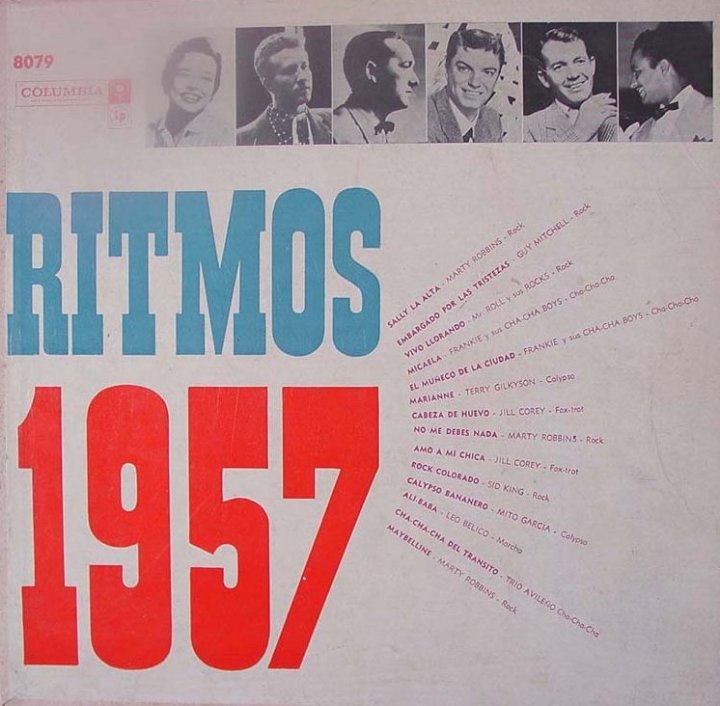 8079
COLUMBIA
lp
RITMOS
1957
SALLY LA ALTA - MARTY ROBBINS - Rock
EMBARGADO POR LAS TRISTEZAS - GUY MITCHELL - Rock
VIVO LLORANDO - Mr. ROLL y sus ROCKS - Rock
MICAELA - FRANKIE y sus CHA-CHA BOYS - Cha-Cha-Cha
EL MUÑECO DE LA CIUDAD - FRANKIE y sus CHA-CHA BOYS - Cha-Cha-Cha
MARIANNE - TERRY GILKYSON - Calypso
CABEZA DE HUEVO - JILL COREY - Fox-trot
NO ME DEBES NADA - MARTY ROBBINS - Rock
AMO A MI CHICA - JILL COREY - Fox-trot
ROCK COLORADO - SID KING - Rock
CALYPSO BANANERO - MITO GARCIA - Calypso
ALI-BABA - LEO BELICO - Marcha
CHA-CHA-CHA DEL TRANSITO - TRIO AVILEÑO Cha-Cha-Cha
MAYBELLINE - MARTY ROBBINS - Rock